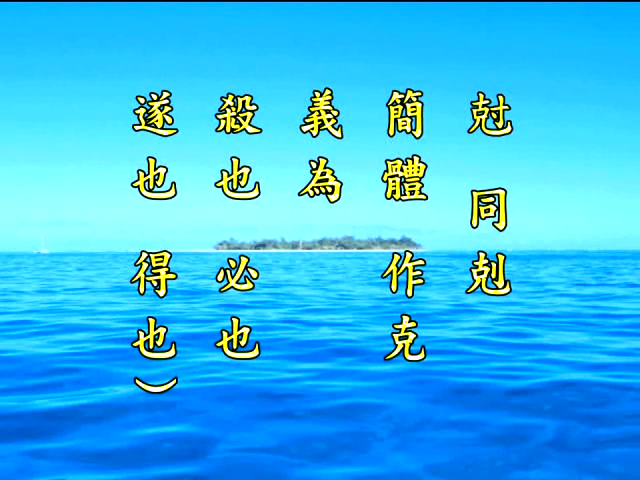 尅 同剋
簡體 作克
義為
殺也 必也
遂也 得也）